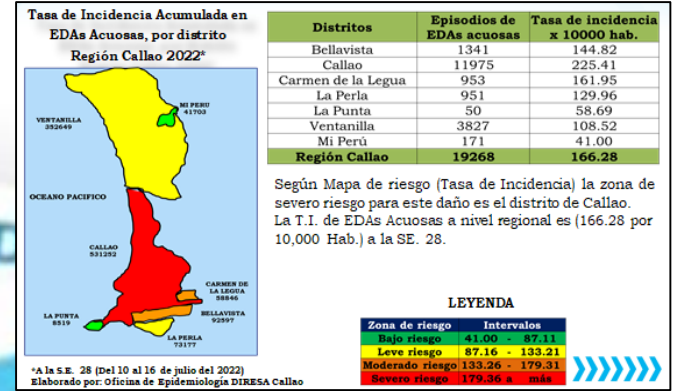 Tasa de Incidencia Acumulada en
EDAs Acuosas, por distrito
Región Callao 2022*
MI PERU
41703
VENTANILLA
352649
OCEANO PACIFICO
CALLAO
531252
CARMEN DE
LA LEGUA
58846
BELLAVISTA
92597
LA PUNTA
8519
LA PERLA
73177
*A la S.E. 28 (Del 10 al 16 de julio del 2022)
Elaborado por: Oficina de Epidemiología DIRESA Callao
Distritos Episodios de EDAs acuosas Tasa de incidencia x 10000 hab.
Bellavista 1341 144.82
Callao 11975 225.41
Carmen de la Legua 953 161.95
La Perla 951 129.96
La Punta 50 58.69
Ventanilla 3827 108.52
Mi Perú 171 41.00
Región Callao 19268 166.28
Según Mapa de riesgo (Tasa de Incidencia) la zona de
severo riesgo para este daño es el distrito de Callao.
La T.I. de EDAs Acuosas a nivel regional es (166.28 por
10,000 Hab.) a la SE. 28.
LEYENDA
Zona de riesgo Intervalos
Bajo riesgo 41.00 - 87.11
Leve riesgo 87.16 - 133.21
Moderado riesgo 133.26 - 179.31
Severo riesgo 179.36 a más